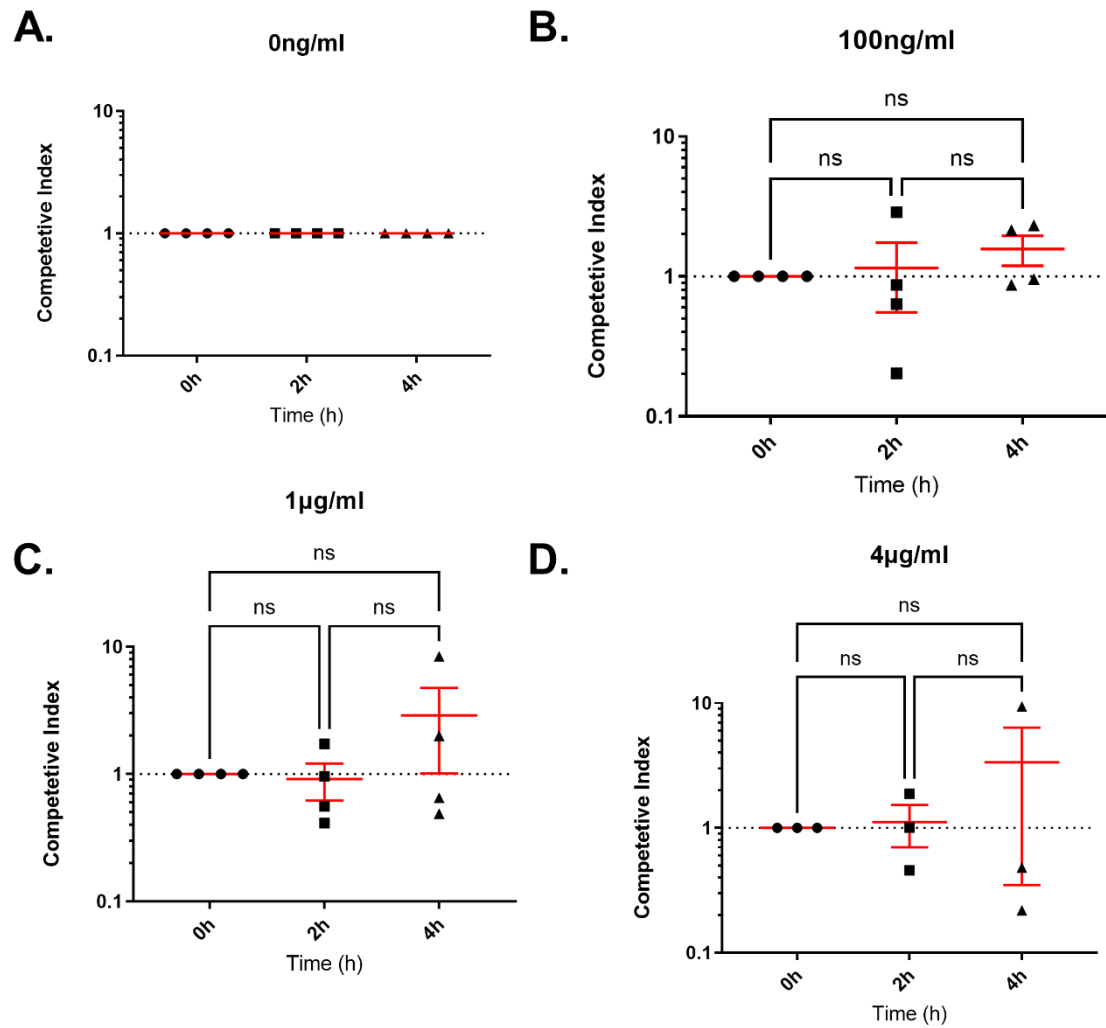 A.
0ng/ml
Competetive Index
10
1
0.1
0h
2h
4h
Time (h)
B.
100ng/ml
ns
ns
ns
Competetive Index
10
1
0.1
0h
2h
4h
Time (h)
C.
1µg/ml
ns
ns
ns
Competetive Index
10
1
0.1
0h
2h
4h
Time (h)
D.
4µg/ml
ns
ns
ns
Competetive Index
10
1
0.1
0h
2h
4h
Time (h)